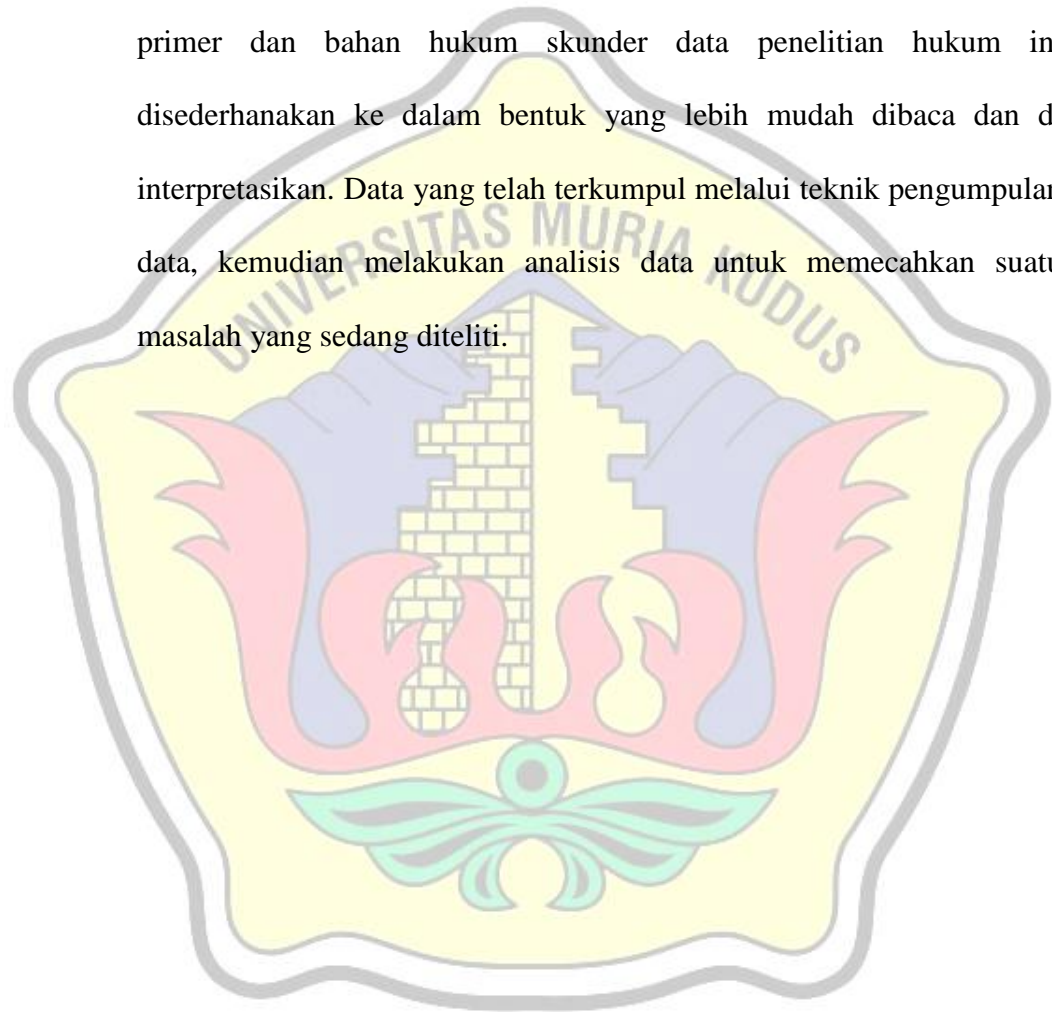 primer dan bahan hukum skunder data penelitian hukum in
disederhanakan ke dalam bentuk yang lebih mudah dibaca dan d
interpretasikan. Data yang telah terkumpul melalui teknik pengumpulan
data, kemudian melakukan analisis data untuk memecahkan suatu
masalah yang sedang diteliti.
UNIVERSITAS MURIA KUDUS